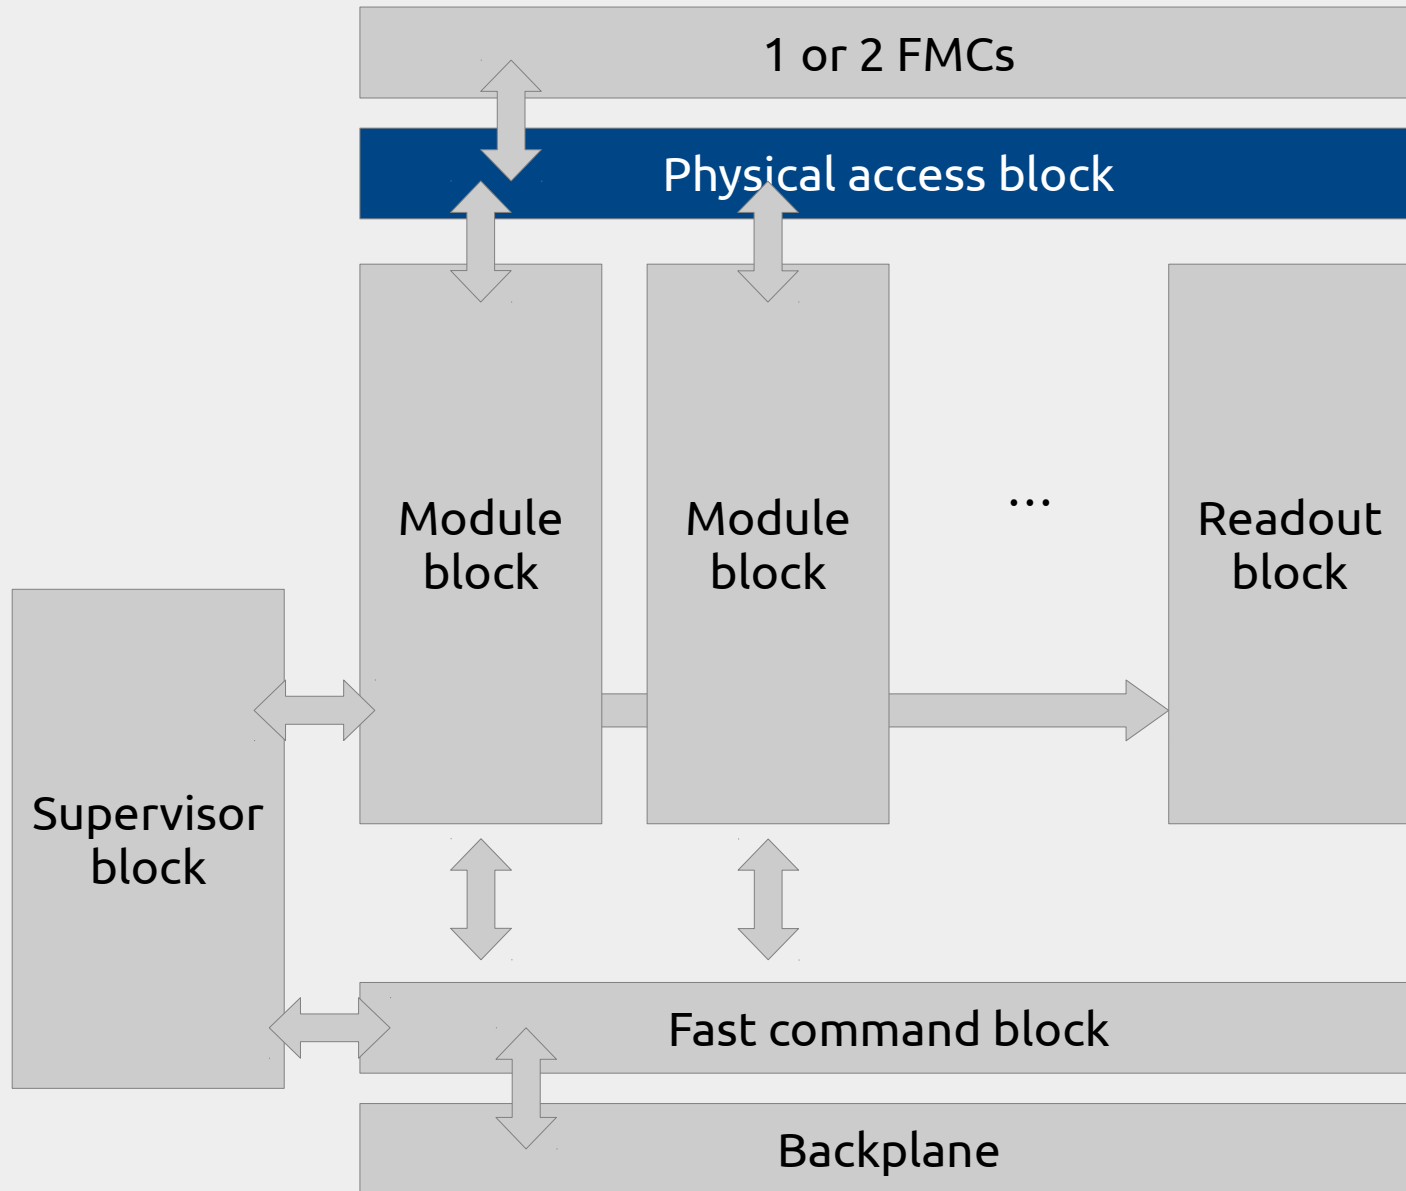 1 or 2 FMCs
Physical access block
Module
block
Module
block
...
Readout
block
Supervisor
block
Fast command block
Backplane